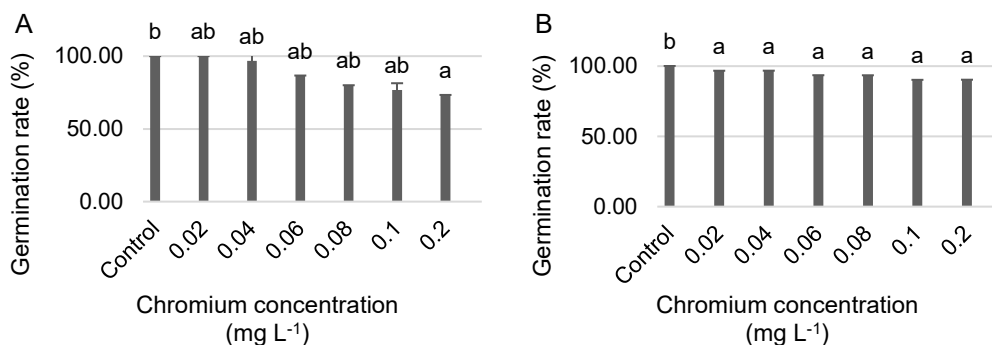 A
Germination rate (%)
100.00
50.00
0.00
b ab ab ab ab ab a
Control 0.02 0.04 0.06 0.08 0.1 0.2
Chromium concentration
(mg L⁻¹)
B
Germination rate (%)
100.00
50.00
0.00
b a a a a a a
Control 0.02 0.04 0.06 0.08 0.1 0.2
Chromium concentration
(mg L⁻¹)